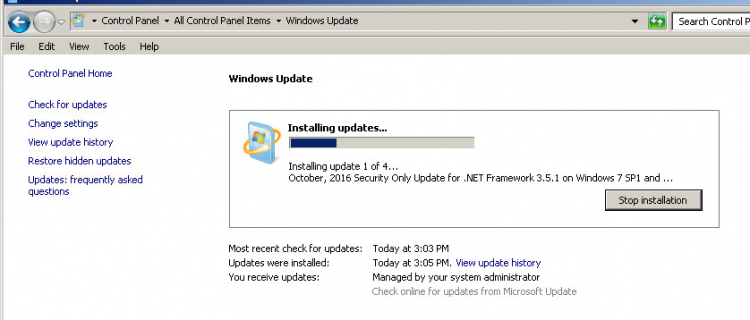 Control Panel ▸ All Control Panel Items ▸ Windows Update
Search Control P
File Edit View Tools Help
Control Panel Home
Check for updates
Change settings
View update history
Restore hidden updates
Updates: frequently asked
questions
Windows Update
Installing updates...
Installing update 1 of 4...
October, 2016 Security Only Update for .NET Framework 3.5.1 on Windows 7 SP1 and ...
Stop installation
Most recent check for updates: Today at 3:03 PM
Updates were installed: Today at 3:05 PM. View update history
You receive updates: Managed by your system administrator
Check online for updates from Microsoft Update